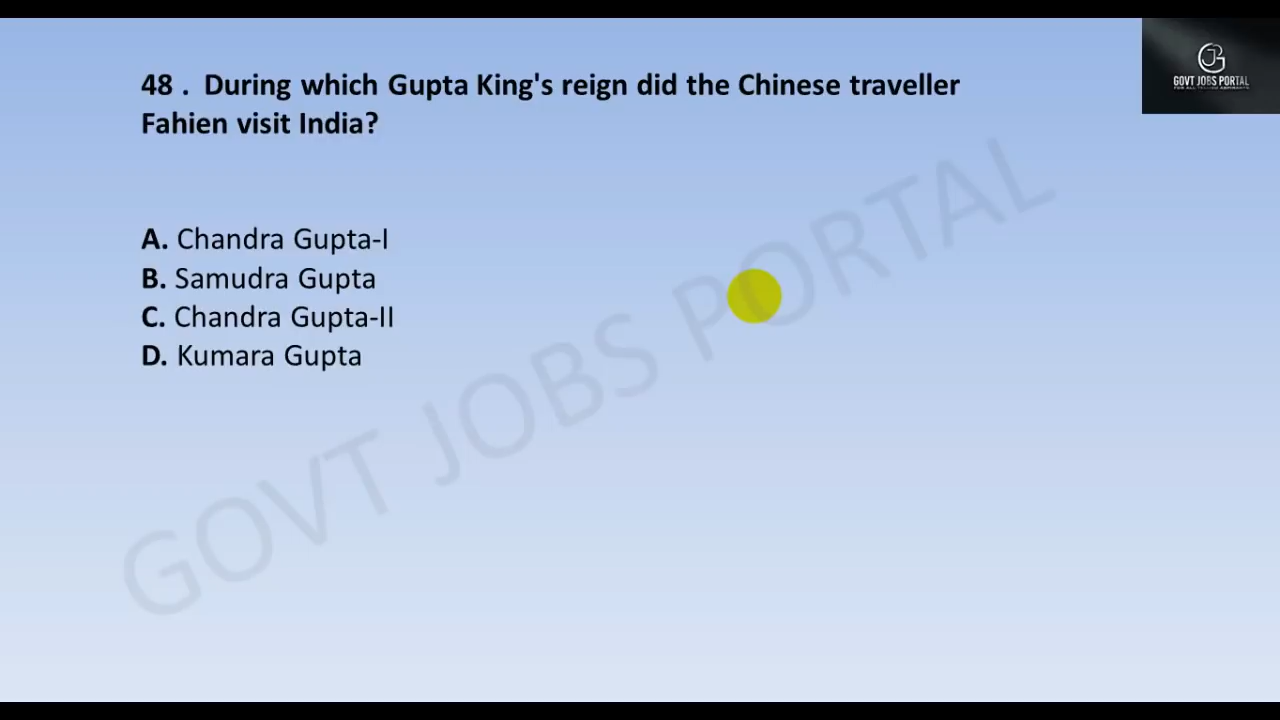 48 .  During which Gupta King's reign did the Chinese traveller
Fahien visit India?
A. Chandra Gupta-I
B. Samudra Gupta
C. Chandra Gupta-II
D. Kumara Gupta
GOVT JOBS PORTAL
GOVT JOBS PORTAL